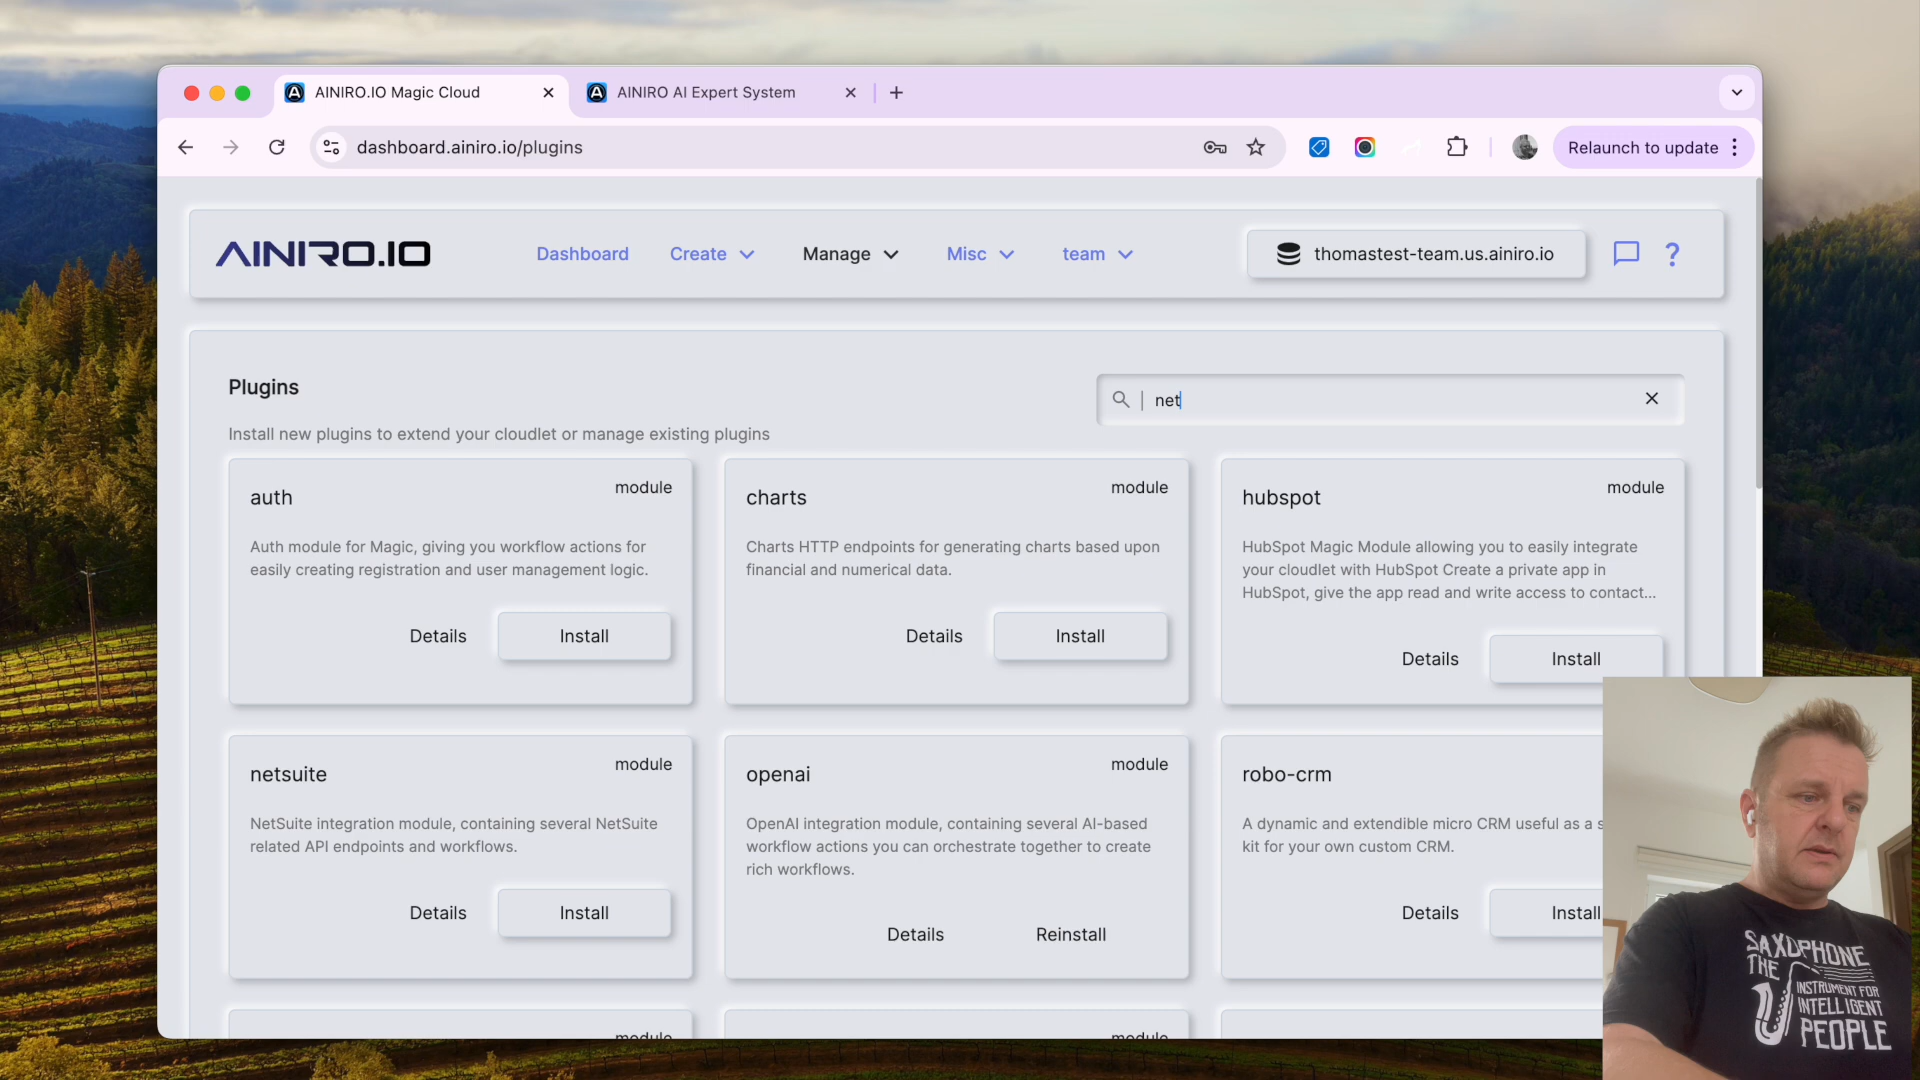 AINIRO.IO Magic Cloud
AINIRO AI Expert System
dashboard.ainiro.io/plugins
Relaunch to update
AINIRO.IO
Dashboard
Create
Manage
Misc
team
thomastest-team.us.ainiro.io
?
Plugins
net
Install new plugins to extend your cloudlet or manage existing plugins
auth
module
Auth module for Magic, giving you workflow actions for
easily creating registration and user management logic.
Details
Install
charts
module
Charts HTTP endpoints for generating charts based upon
financial and numerical data.
Details
Install
hubspot
module
HubSpot Magic Module allowing you to easily integrate
your cloudlet with HubSpot Create a private app in
HubSpot, give the app read and write access to contact...
Details
Install
netsuite
module
NetSuite integration module, containing several NetSuite
related API endpoints and workflows.
Details
Install
openai
module
OpenAI integration module, containing several AI-based
workflow actions you can orchestrate together to create
rich workflows.
Details
Reinstall
robo-crm
A dynamic and extendible micro CRM useful as a s
kit for your own custom CRM.
Details
Install
module
module
SAXOPHONE
THE
INSTRUMENT FOR
INTELLIGENT
PEOPLE